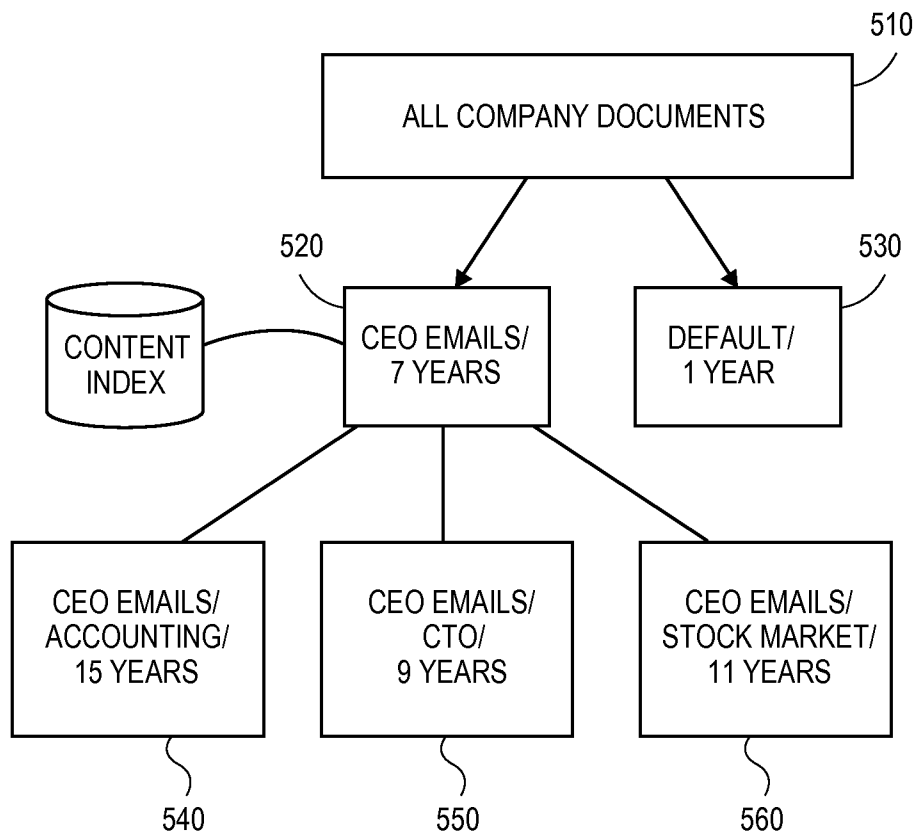 510
ALL COMPANY DOCUMENTS
520
530
CONTENT
INDEX
CEO EMAILS/
7 YEARS
DEFAULT/
1 YEAR
CEO EMAILS/
ACCOUNTING/
15 YEARS
CEO EMAILS/
CTO/
9 YEARS
CEO EMAILS/
STOCK MARKET/
11 YEARS
540
550
560